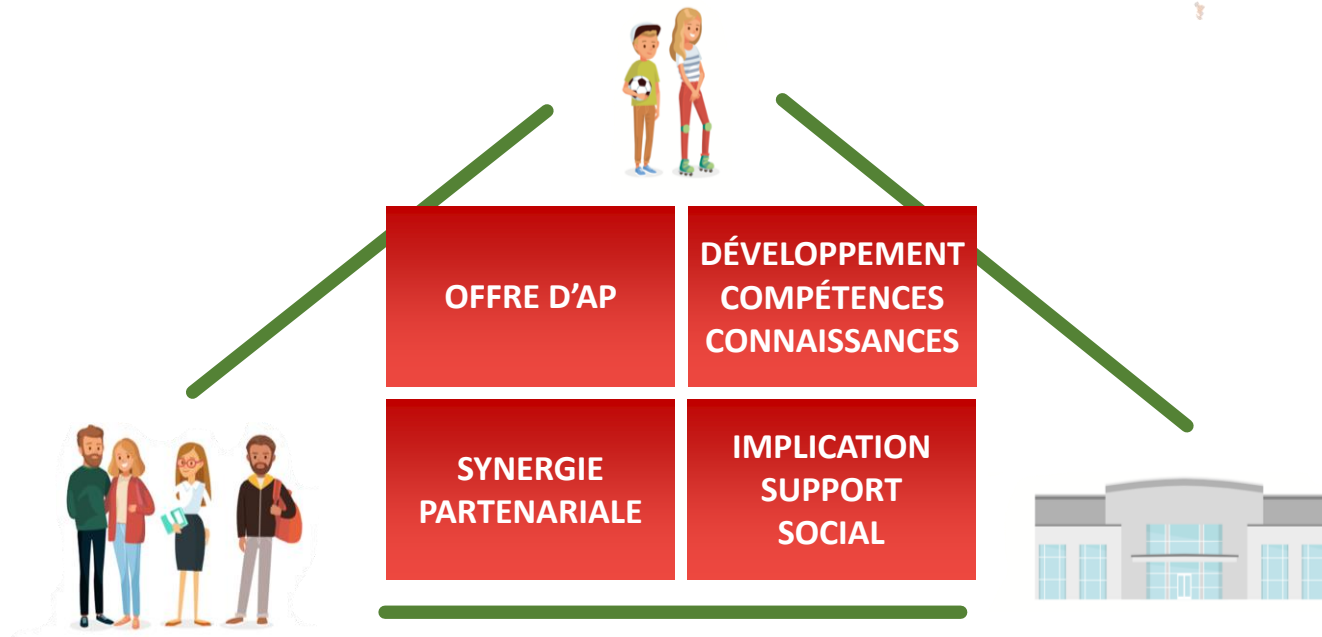 OFFRE D’AP
DÉVELOPPEMENT
COMPÉTENCES
CONNAISSANCES
SYNERGIE
PARTENARIALE
IMPLICATION
SUPPORT
SOCIAL